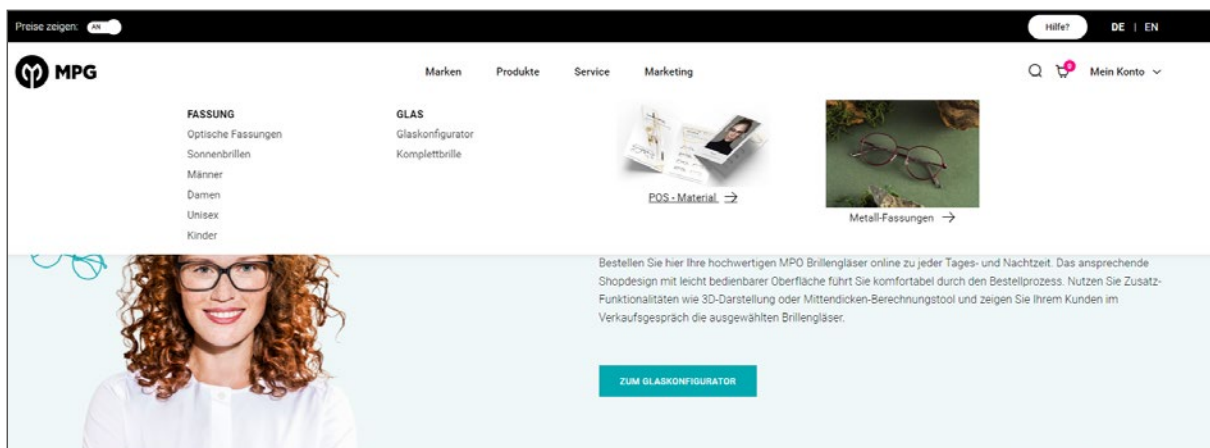 Preise zeigen: AN
Hilfe? DE | EN
MPG
Marken Produkte Service Marketing
0 Mein Konto
FASSUNG
Optische Fassungen
Sonnenbrillen
Männer
Damen
Unisex
Kinder
GLAS
Glaskonfigurator
Komplettbrille
POS - Material →
Metall-Fassungen →
Bestellen Sie hier Ihre hochwertigen MPO Brillengläser online zu jeder Tages- und Nachtzeit. Das ansprechende
Shopdesign mit leicht bedienbarer Oberfläche führt Sie komfortabel durch den Bestellprozess. Nutzen Sie Zusatz-
Funktionalitäten wie 3D-Darstellung oder Mittendicken-Berechnungstool und zeigen Sie Ihrem Kunden im
Verkaufsgespräch die ausgewählten Brillengläser.
ZUM GLASKONFIGURATOR